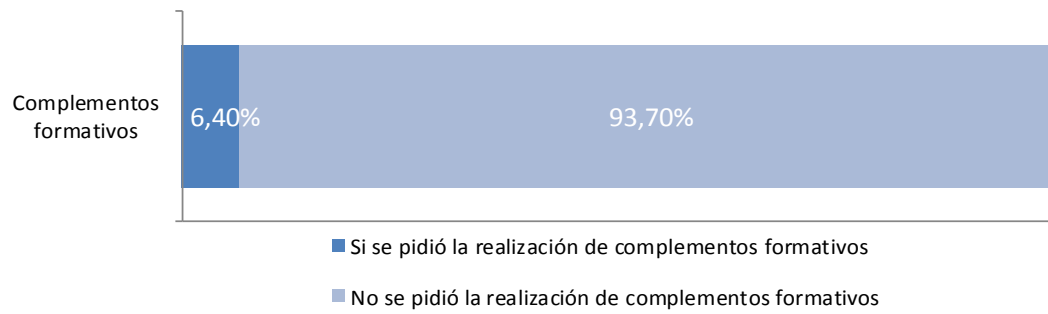 Complementos
formativos
6,40%
93,70%
Si se pidió la realización de complementos formativos
No se pidió la realización de complementos formativos